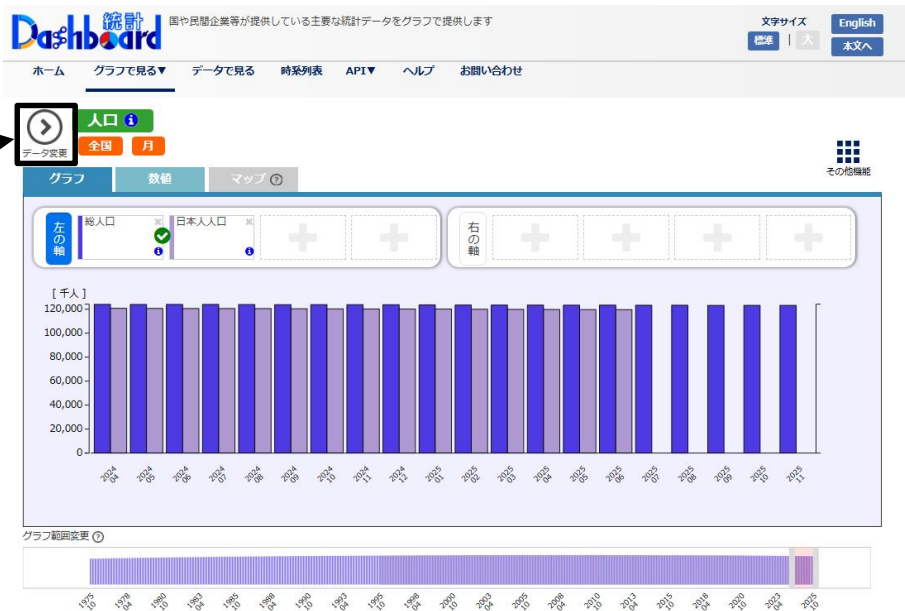 統計
Dashboard
国や民間企業等が提供している主要な統計データをグラフで提供します
文字サイズ
標準 | 大
English
本文へ
ホーム グラフで見る▼ データで見る 時系列表 API▼ ヘルプ お問い合わせ
データ変更
人口
全国 月
その他機能
グラフ 数値 マップ
左の軸
総人口
日本人人口
右の軸
[千人]
120,000
100,000
80,000
60,000
40,000
20,000
0
2024 04 2024 05 2024 06 2024 07 2024 08 2024 09 2024 10 2024 11 2024 12 2025 01 2025 02 2025 03 2025 04 2025 05 2025 06 2025 07 2025 08 2025 09 2025 10 2025 11
グラフ範囲変更
1975 10 1978 04 1980 10 1983 04 1985 10 1988 04 1990 10 1993 04 1995 10 1998 04 2000 10 2003 04 2005 10 2008 04 2010 10 2013 04 2015 10 2018 04 2020 10 2023 04 2025 10